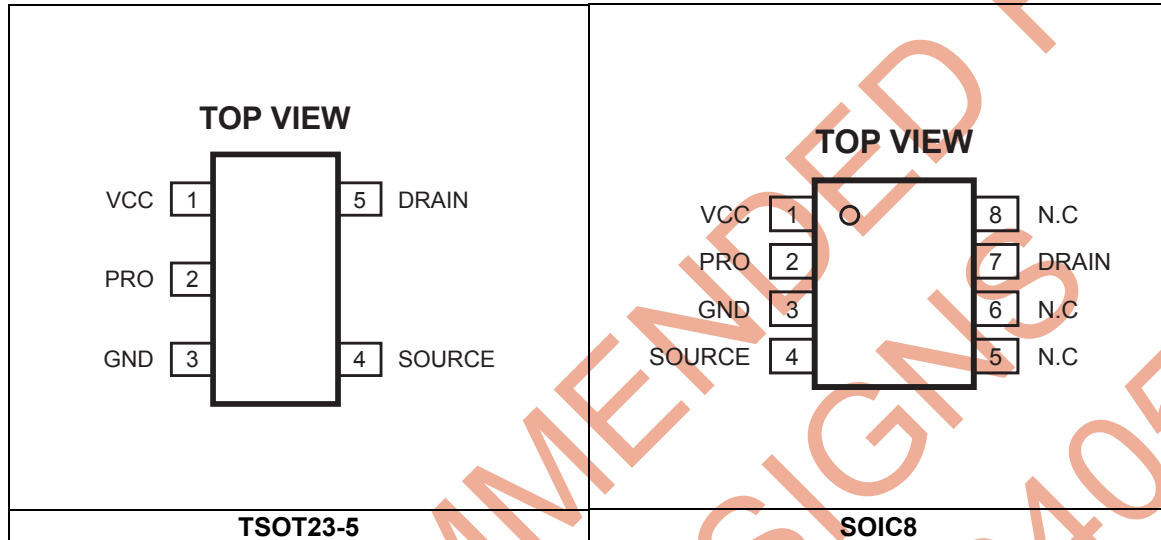 TOP VIEW
VCC 1
5 DRAIN
PRO 2
GND 3
4 SOURCE
TSOT23-5
TOP VIEW
VCC 1
8 N.C
PRO 2
7 DRAIN
GND 3
6 N.C
SOURCE 4
5 N.C
SOIC8